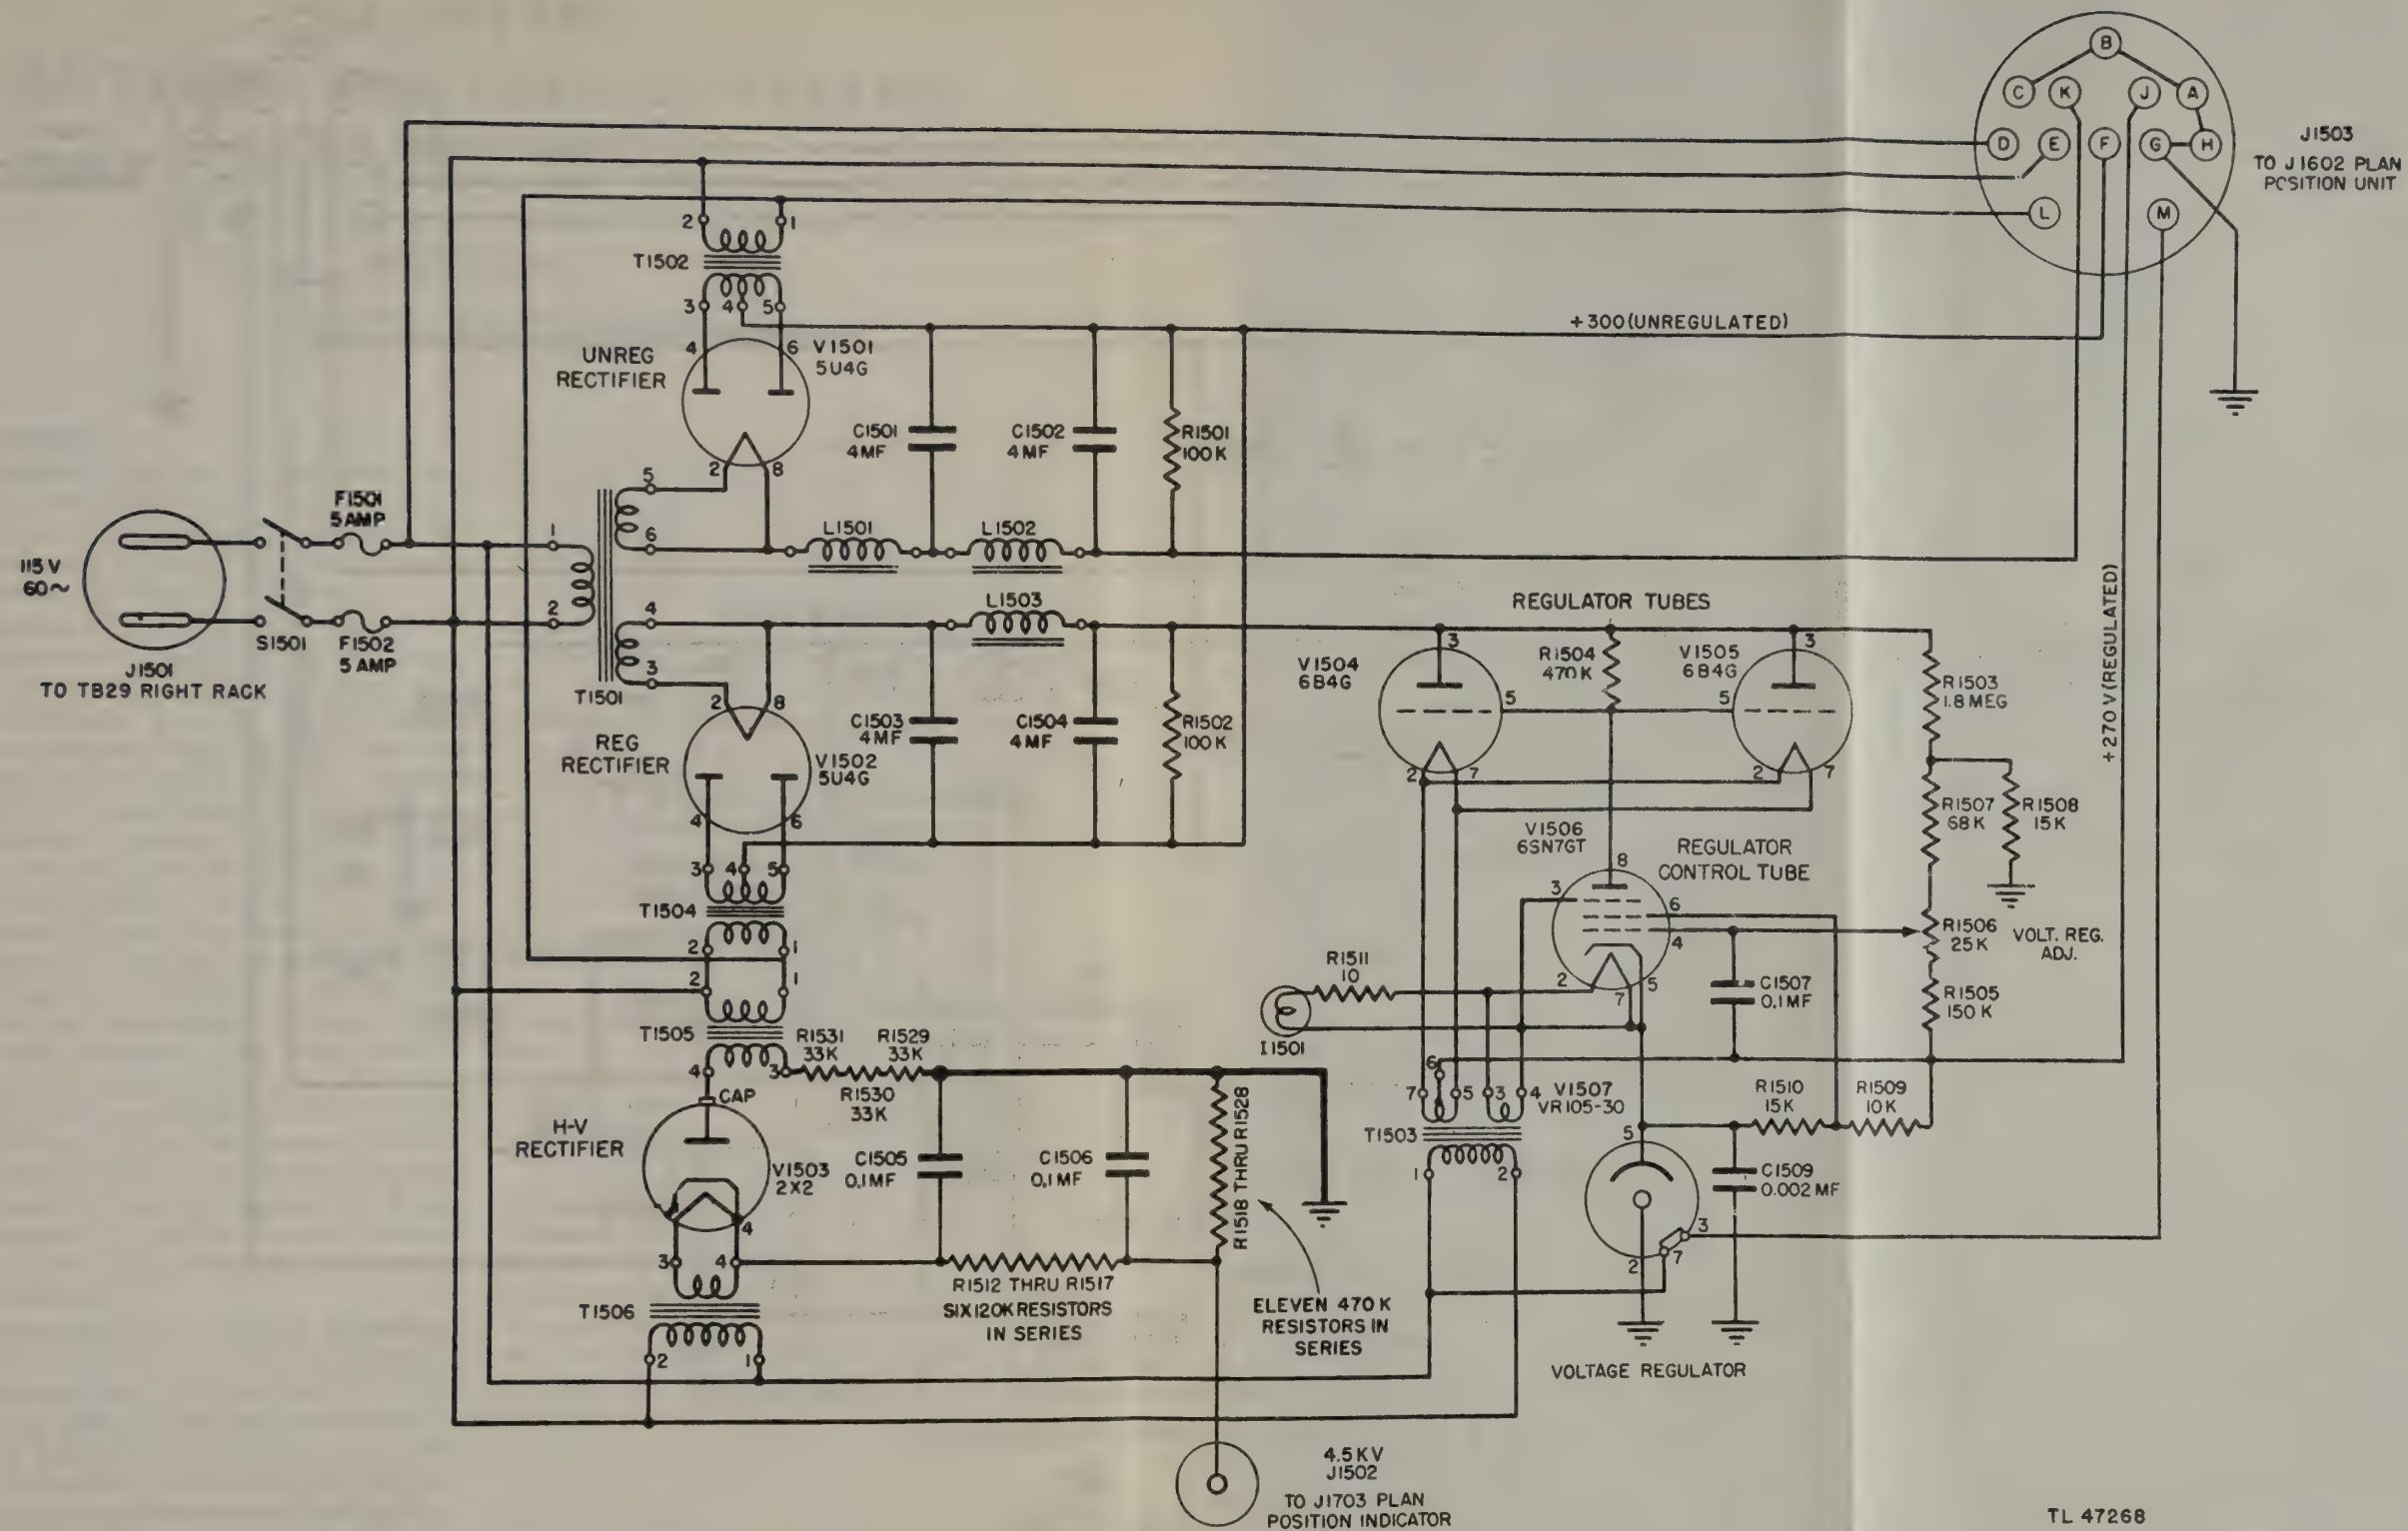 B
C K J A
D E F G H
L M
J1503
TO J1602 PLAN
POSITION UNIT
2 1
T1502
3 4 5
+300(UNREGULATED)
UNREG
RECTIFIER
4 6
V1501
5U4G
2 8
C1501
4MF
C1502
4MF
R1501
100K
F1501
5 AMP
115 V
60~
J1501
TO TB29 RIGHT RACK
S1501
F1502
5 AMP
1
2
5
6
4
3
T1501
L1501
L1502
L1503
REG
RECTIFIER
2 8
V1502
5U4G
4 6
C1503
4MF
C1504
4MF
R1502
100K
3 4 5
T1504
2 1
2 1
T1505
4 3
R1531
33K
R1529
33K
R1530
33K
CAP
H-V
RECTIFIER
V1503
2X2
4
3 4
T1506
2 1
C1505
0.1MF
C1506
0.1MF
R1518 THRU R1528
R1512 THRU R1517
SIX 120K RESISTORS
IN SERIES
ELEVEN 470 K
RESISTORS IN
SERIES
4.5 KV
J1502
TO J1703 PLAN
POSITION INDICATOR
REGULATOR TUBES
V1504
6B4G
3
5
2 7
R1504
470K
V1505
6B4G
3
5
2 7
R1503
1.8 MEG
R1507
68 K
R1508
15 K
+270 V (REGULATED)
V1506
6SN7GT
REGULATOR
CONTROL TUBE
8
3
6
4
2
7
5
R1506
25K
VOLT. REG.
ADJ.
R1511
10
I1501
C1507
0.1MF
R1505
150 K
6
7 5 3 4
T1503
1 2
V1507
VR105-30
R1510
15K
R1509
10K
5
C1509
0.002 MF
3
7
2
VOLTAGE REGULATOR
TL 47268